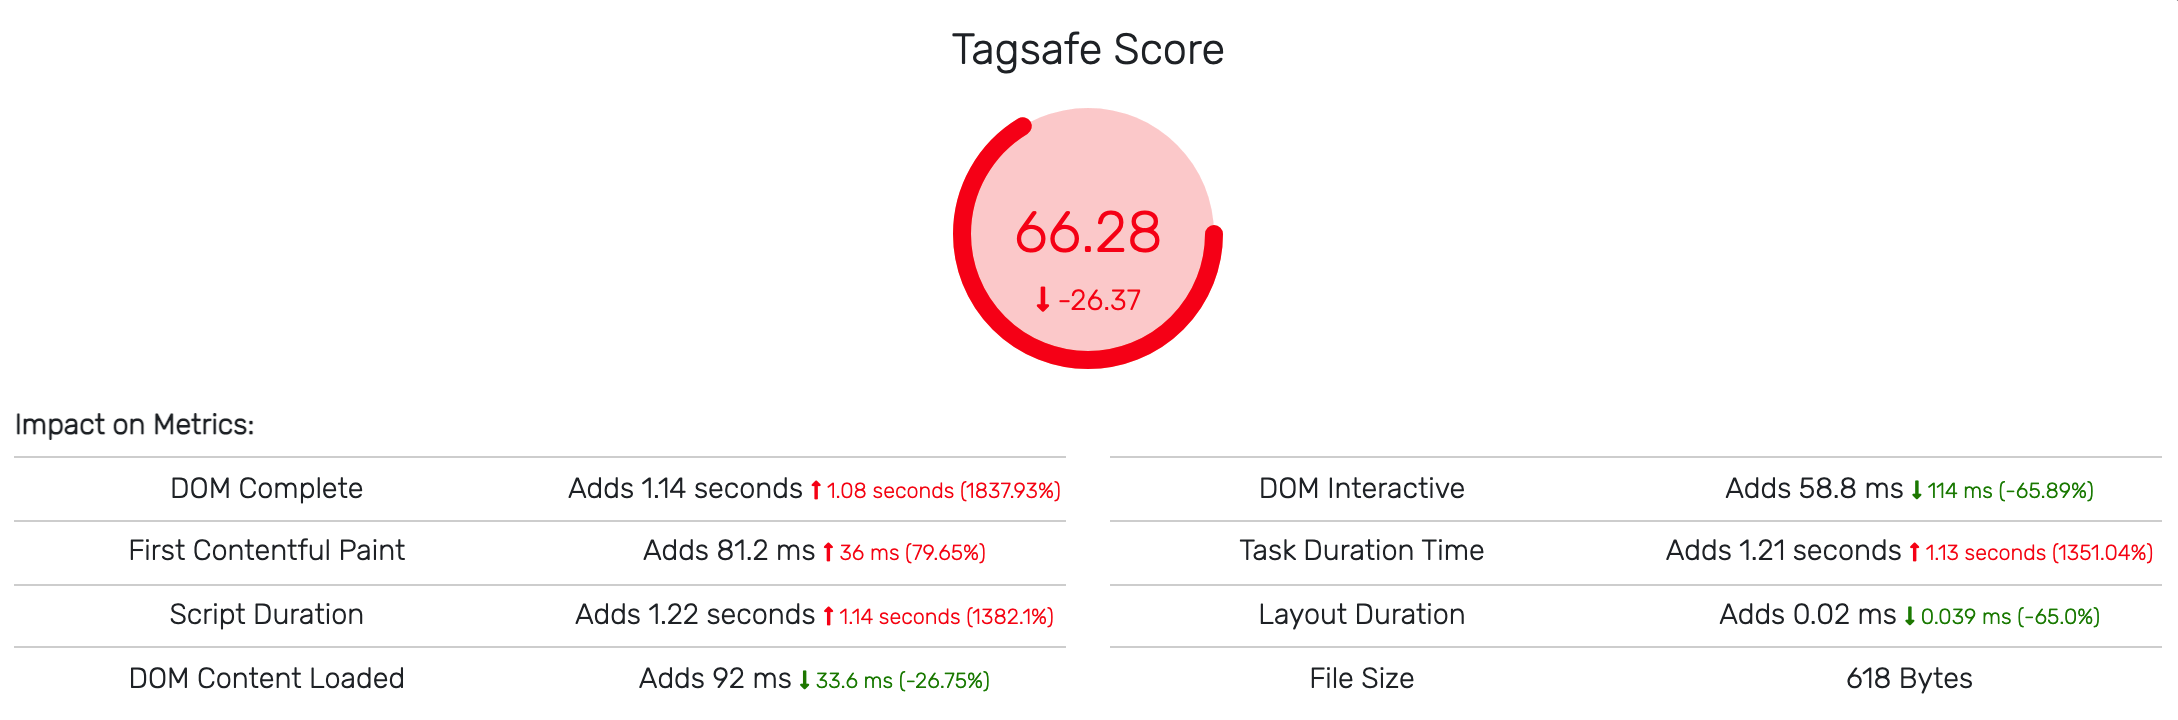 Tagsafe Score
66.28
↓ -26.37
Impact on Metrics:
DOM Complete Adds 1.14 seconds ↑ 1.08 seconds (1837.93%)
First Contentful Paint Adds 81.2 ms ↑ 36 ms (79.65%)
Script Duration Adds 1.22 seconds ↑ 1.14 seconds (1382.1%)
DOM Content Loaded Adds 92 ms ↓ 33.6 ms (-26.75%)
DOM Interactive Adds 58.8 ms ↓ 114 ms (-65.89%)
Task Duration Time Adds 1.21 seconds ↑ 1.13 seconds (1351.04%)
Layout Duration Adds 0.02 ms ↓ 0.039 ms (-65.0%)
File Size 618 Bytes